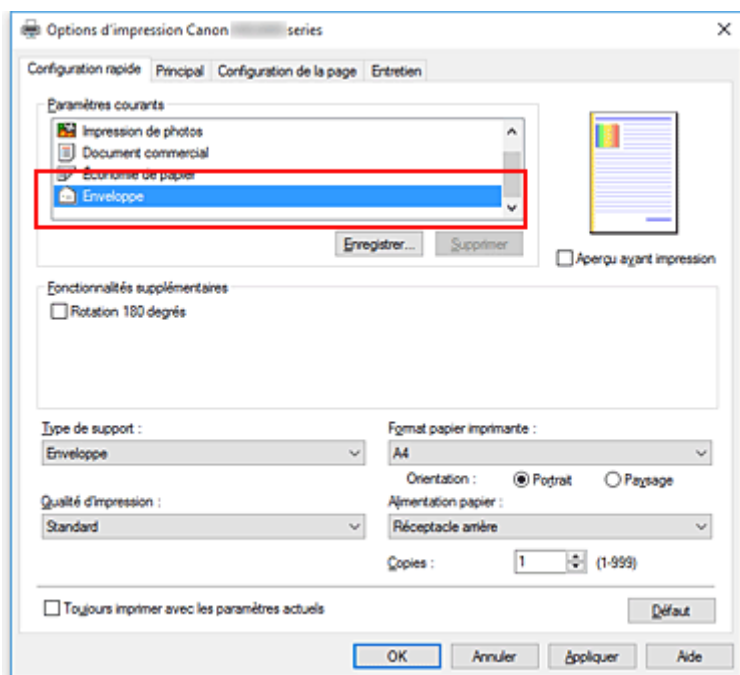 Options d'impression Canon series
Configuration rapide Principal Configuration de la page Entretien
Paramètres courants
Impression de photos
Document commercial
Économie de papier
Enveloppe
Enregistrer... Supprimer
Aperçu avant impression
Fonctionnalités supplémentaires
Rotation 180 degrés
Type de support : Format papier imprimante :
Enveloppe A4
Orientation : Portrait Paysage
Qualité d'impression : Alimentation papier :
Standard Réceptacle arrière
Copies : 1 (1-999)
Toujours imprimer avec les paramètres actuels Défaut
OK Annuler Appliquer Aide